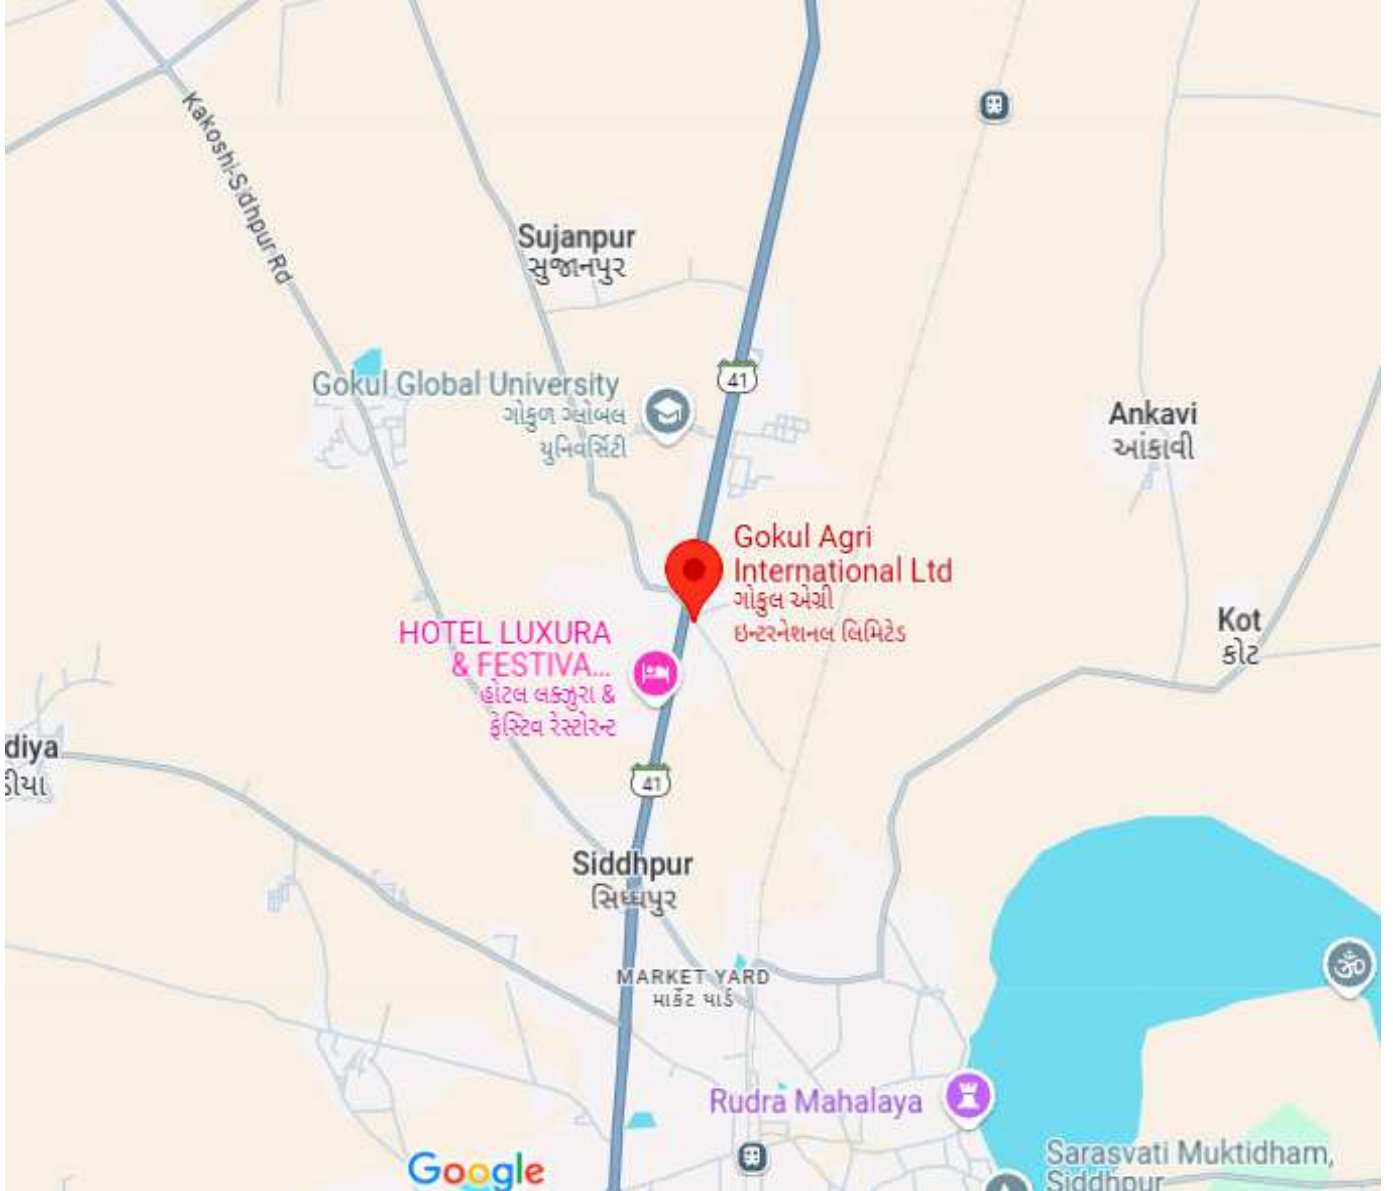 Kakoshi-Sidhpur Rd
Sujanpur
સુજાનપુર
41
Gokul Global University
ગોકુળ ગ્લોબલ
યુનિવર્સિટી
Ankavi
આંકાવી
Gokul Agri
International Ltd
ગોકુલ એગ્રી
ઇન્ટરનેશનલ લિમિટેડ
Kot
કોટ
HOTEL LUXURA
& FESTIVA...
હોટલ લક્ઝુરા &
ફેસ્ટિવ રેસ્ટોરન્ટ
diya
ડીયા
41
Siddhpur
સિધ્ધપુર
MARKET YARD
માર્કેટ યાર્ડ
ॐ
Rudra Mahalaya
Sarasvati Muktidham,
Siddhpur
Google